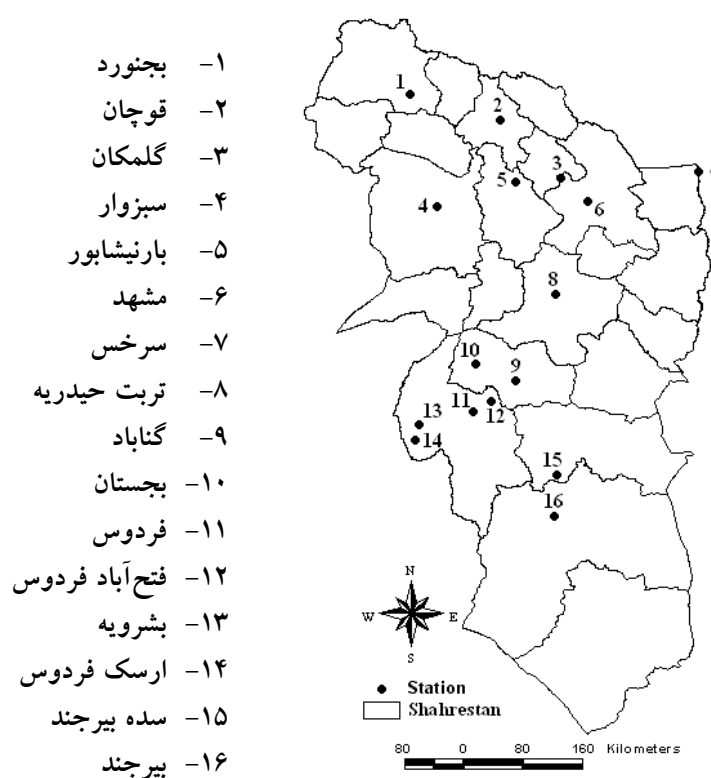 ۱- بجنورد
۲- قوچان
۳- گلمکان
۴- سبزوار
۵- بارنیشابور
۶- مشهد
۷- سرخس
۸- تربت حیدریه
۹- گناباد
۱۰- بجستان
۱۱- فردوس
۱۲- فتح‌آباد فردوس
۱۳- بشرویه
۱۴- ارسک فردوس
۱۵- سده بیرجند
۱۶- بیرجند
1
2
3
5
4
6
8
10
9
11
12
13
14
15
16
N
W E
S
Station
Shahrestan
80 0 80 160 Kilometers